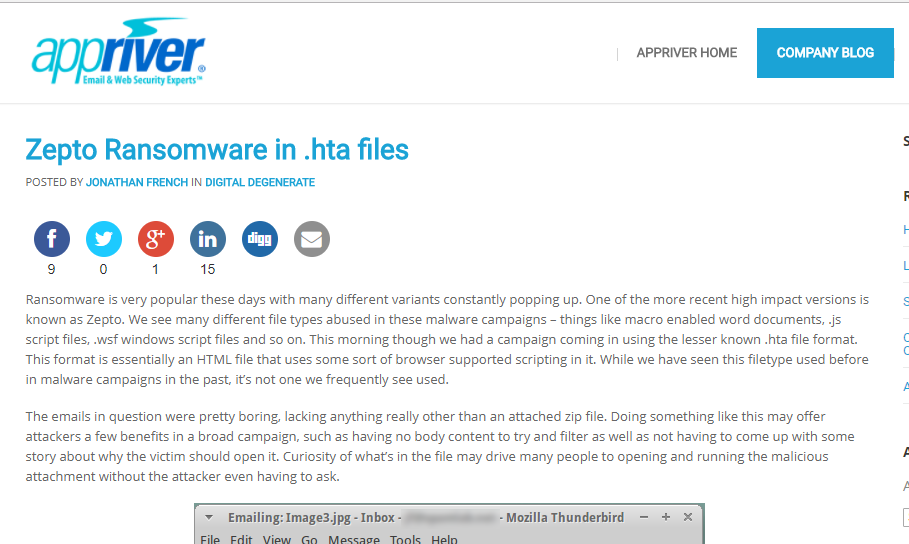 appriver®
Email & Web Security Experts™
APPRIVER HOME
COMPANY BLOG
Zepto Ransomware in .hta files
POSTED BY JONATHAN FRENCH IN DIGITAL DEGENERATE
f
g+
in
digg
9
0
1
15
Ransomware is very popular these days with many different variants constantly popping up. One of the more recent high impact versions is
known as Zepto. We see many different file types abused in these malware campaigns – things like macro enabled word documents, .js
script files, .wsf windows script files and so on. This morning though we had a campaign coming in using the lesser known .hta file format.
This format is essentially an HTML file that uses some sort of browser supported scripting in it. While we have seen this filetype used before
in malware campaigns in the past, it's not one we frequently see used.
The emails in question were pretty boring, lacking anything really other than an attached zip file. Doing something like this may offer
attackers a few benefits in a broad campaign, such as having no body content to try and filter as well as not having to come up with some
story about why the victim should open it. Curiosity of what's in the file may drive many people to opening and running the malicious
attachment without the attacker even having to ask.
Emailing: Image3.jpg - Inbox - - Mozilla Thunderbird
File Edit View Go Message Tools Help